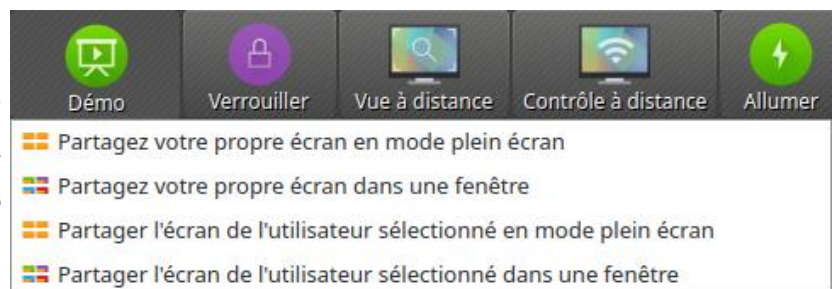 Démo Verrouiller Vue à distance Contrôle à distance Allumer
Partagez votre propre écran en mode plein écran
Partagez votre propre écran dans une fenêtre
Partager l'écran de l'utilisateur sélectionné en mode plein écran
Partager l'écran de l'utilisateur sélectionné dans une fenêtre